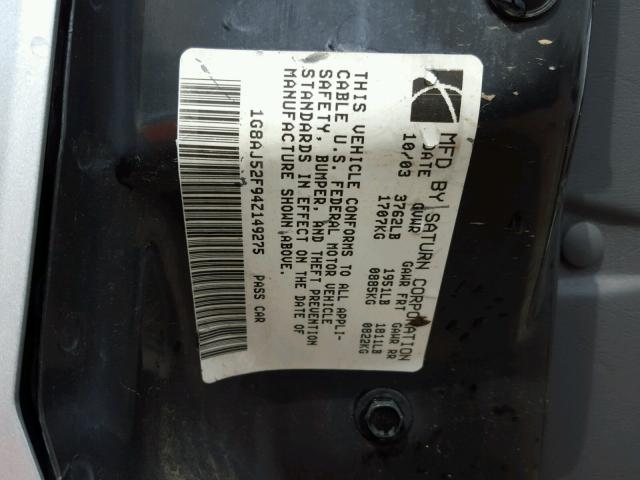 MFD BY SATURN CORPORATION
DATE GVWR GAWR FRT GAWR RR
10/03 3762LB 1951LB 1811LB
1707KG 0885KG 0822KG
THIS VEHICLE CONFORMS TO ALL APPLI-
CABLE U.S. FEDERAL MOTOR VEHICLE
SAFETY, BUMPER, AND THEFT PREVENTION
STANDARDS IN EFFECT ON THE DATE OF
MANUFACTURE SHOWN ABOVE.
1G8AJ52F94Z149275 PASS CAR